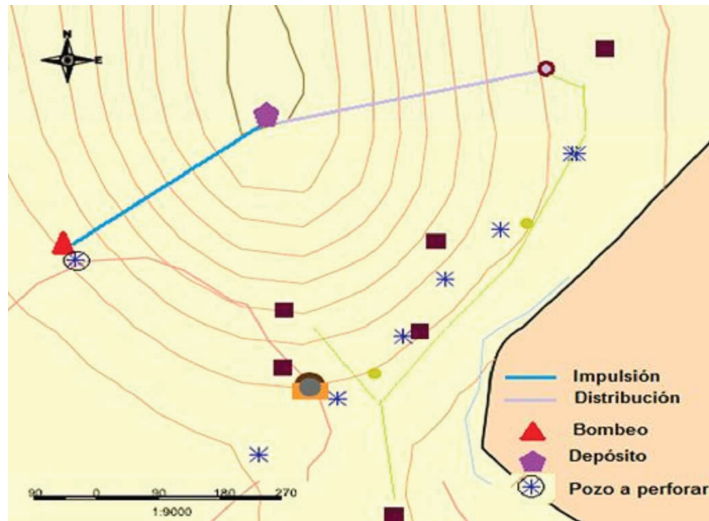 N
E
Impulsión
Distribución
Bombeo
Depósito
Pozo a perforar
90 0 90 180 270
1:9000